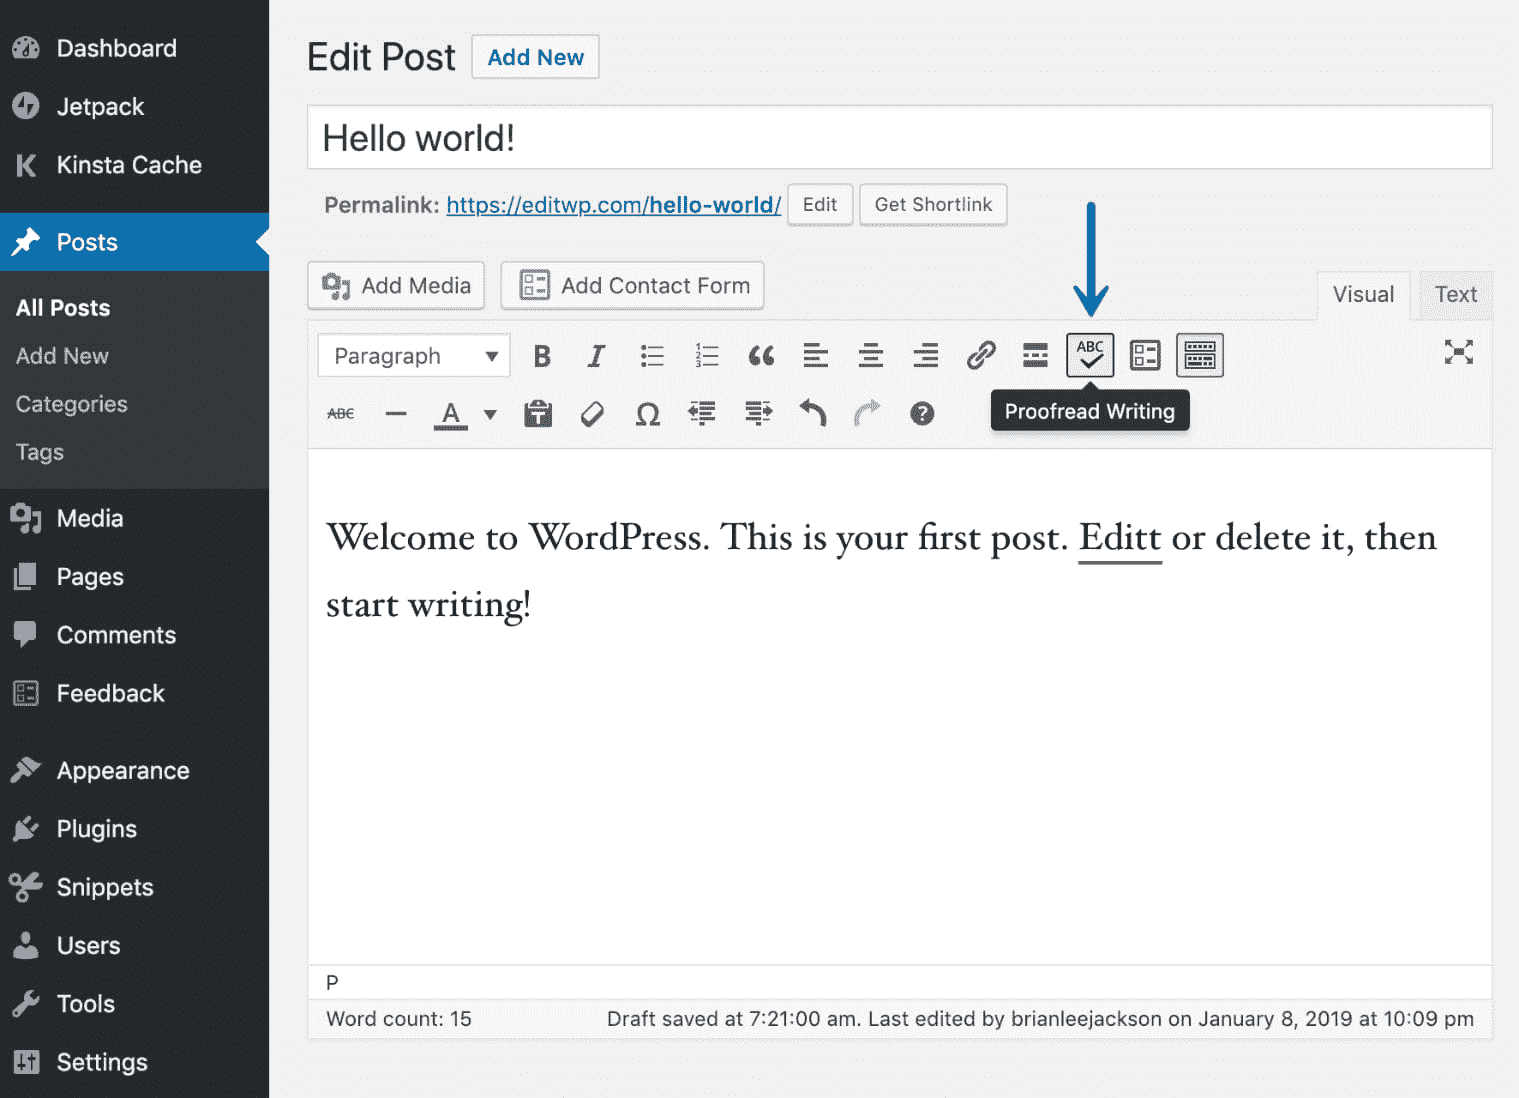 Dashboard
Jetpack
Kinsta Cache
Posts
All Posts
Add New
Categories
Tags
Media
Pages
Comments
Feedback
Appearance
Plugins
Snippets
Users
Tools
Settings
Edit Post Add New
Hello world!
Permalink: https://editwp.com/hello-world/ Edit Get Shortlink
Add Media Add Contact Form Visual Text
Paragraph B I ABC
ABC A T Ω ?
Proofread Writing
Welcome to WordPress. This is your first post. Editt or delete it, then
start writing!
P
Word count: 15 Draft saved at 7:21:00 am. Last edited by brianleejackson on January 8, 2019 at 10:09 pm